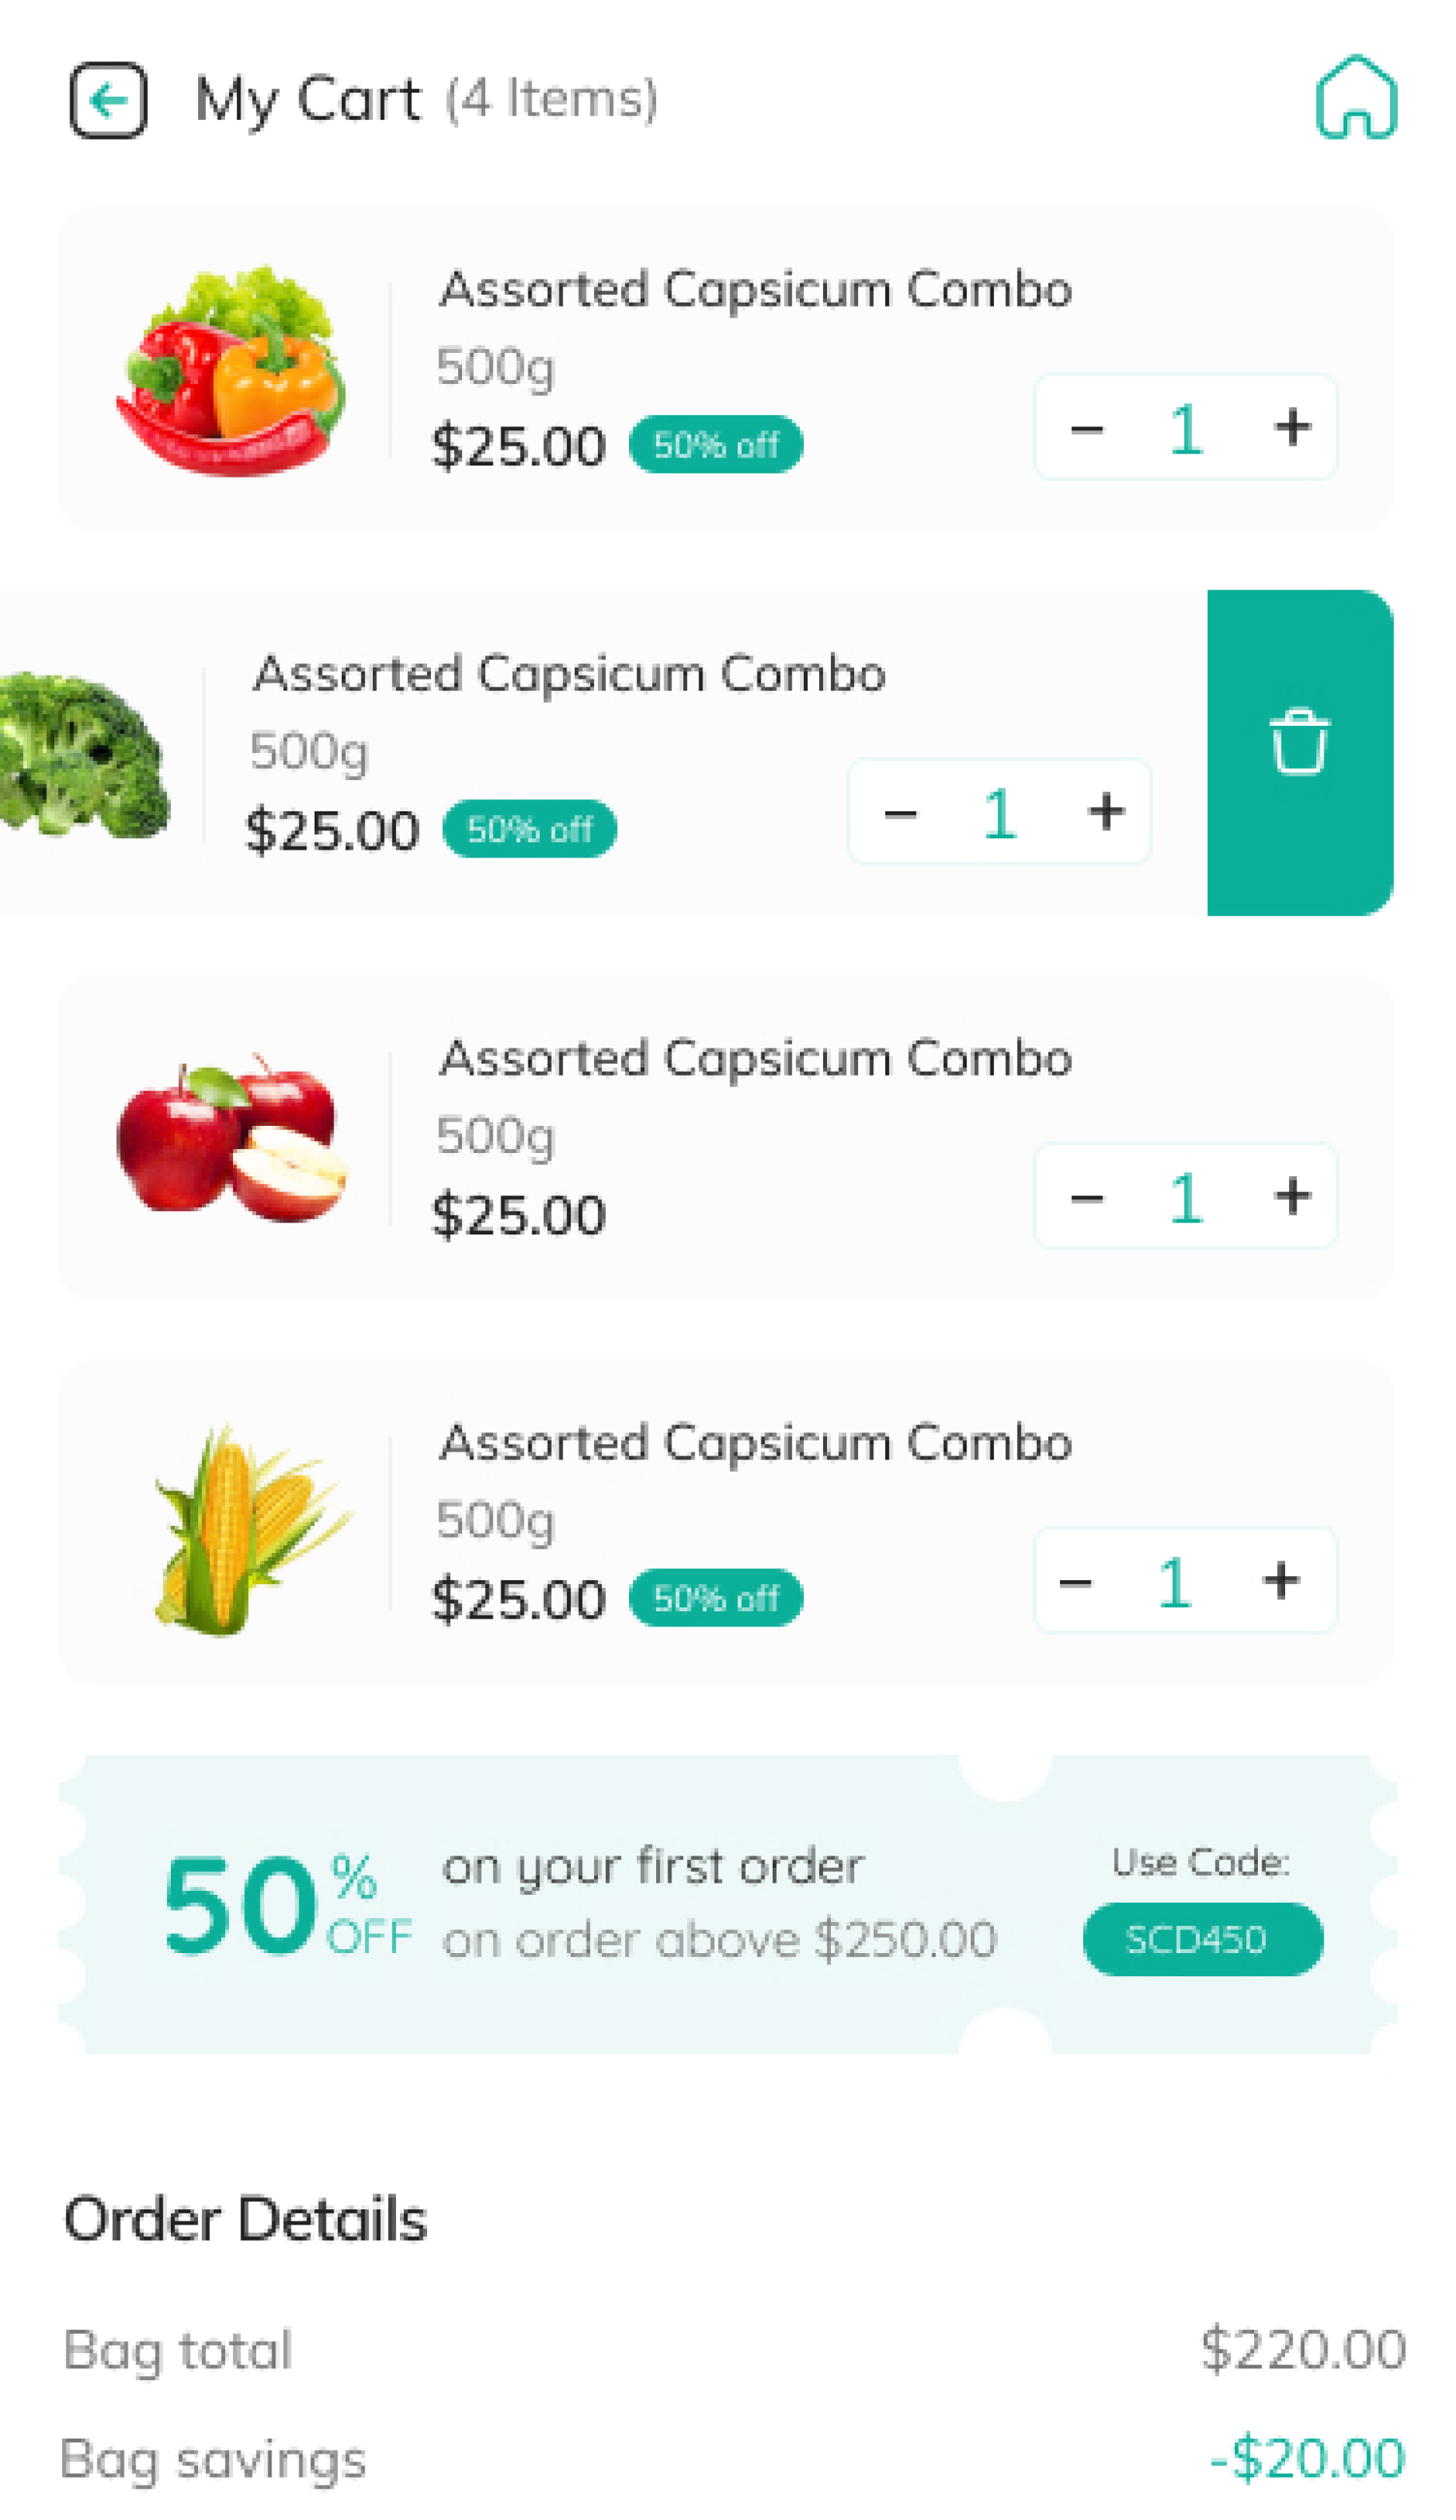 My Cart (4 Items)
Assorted Capsicum Combo
500g
$25.00 50% off
− 1 +
Assorted Capsicum Combo
500g
$25.00 50% off
− 1 +
Assorted Capsicum Combo
500g
$25.00
− 1 +
Assorted Capsicum Combo
500g
$25.00 50% off
− 1 +
50% OFF
on your first order
on order above $250.00
Use Code:
SCD450
Order Details
Bag total $220.00
Bag savings -$20.00